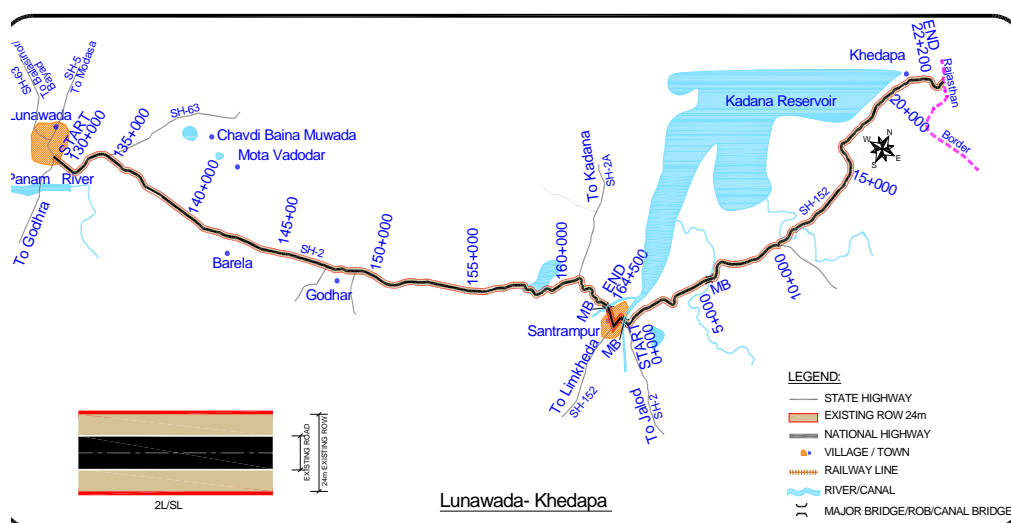 SH-63
To Balasinor/
Bayad
SH-5
To Modasa
Lunawada
START
130+000
135+000
SH-63
Chavdi Baina Muwada
Mota Vadodar
Panam River
To Godhra
140+000
Barela
145+00
SH-2
Godhar
150+000
155+000
160+000
To Kadana
SH-2A
END
164+500
MB
Santrampur
MB
START
0+000
To Limkheda
SH-152
To Jalod
SH-2
5+000
MB
10+000
SH-152
15+000
20+000
Kadana Reservoir
Khedapa
END
22+200
Rajasthan
Border
N
W
E
S
LEGEND:
STATE HIGHWAY
EXISTING ROW 24m
NATIONAL HIGHWAY
VILLAGE / TOWN
RAILWAY LINE
RIVER/CANAL
MAJOR BRIDGE/ROB/CANAL BRIDGE
EXISTING ROAD
24m EXISTING ROW
2L/SL
Lunawada- Khedapa